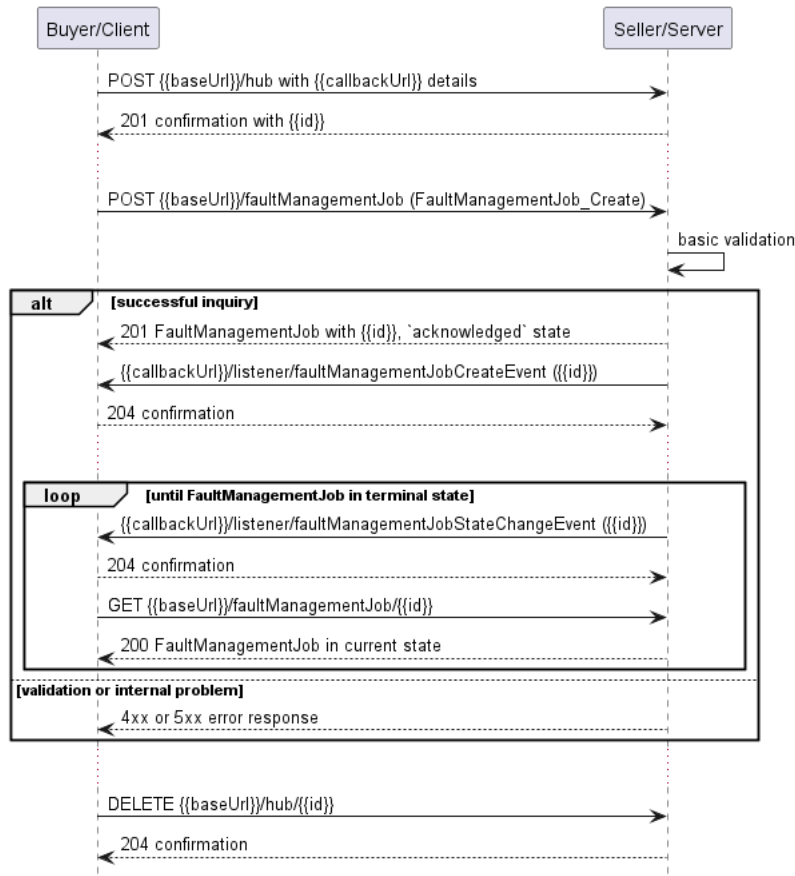 Buyer/Client
Seller/Server
POST {{baseUrl}}/hub with {{callbackUrl}} details
201 confirmation with {{id}}
POST {{baseUrl}}/faultManagementJob (FaultManagementJob_Create)
basic validation
alt
[successful inquiry]
201 FaultManagementJob with {{id}}, `acknowledged` state
{{callbackUrl}}/listener/faultManagementJobCreateEvent ({{id}})
204 confirmation
loop
[until FaultManagementJob in terminal state]
{{callbackUrl}}/listener/faultManagementJobStateChangeEvent ({{id}})
204 confirmation
GET {{baseUrl}}/faultManagementJob/{{id}}
200 FaultManagementJob in current state
[validation or internal problem]
4xx or 5xx error response
DELETE {{baseUrl}}/hub/{{id}}
204 confirmation